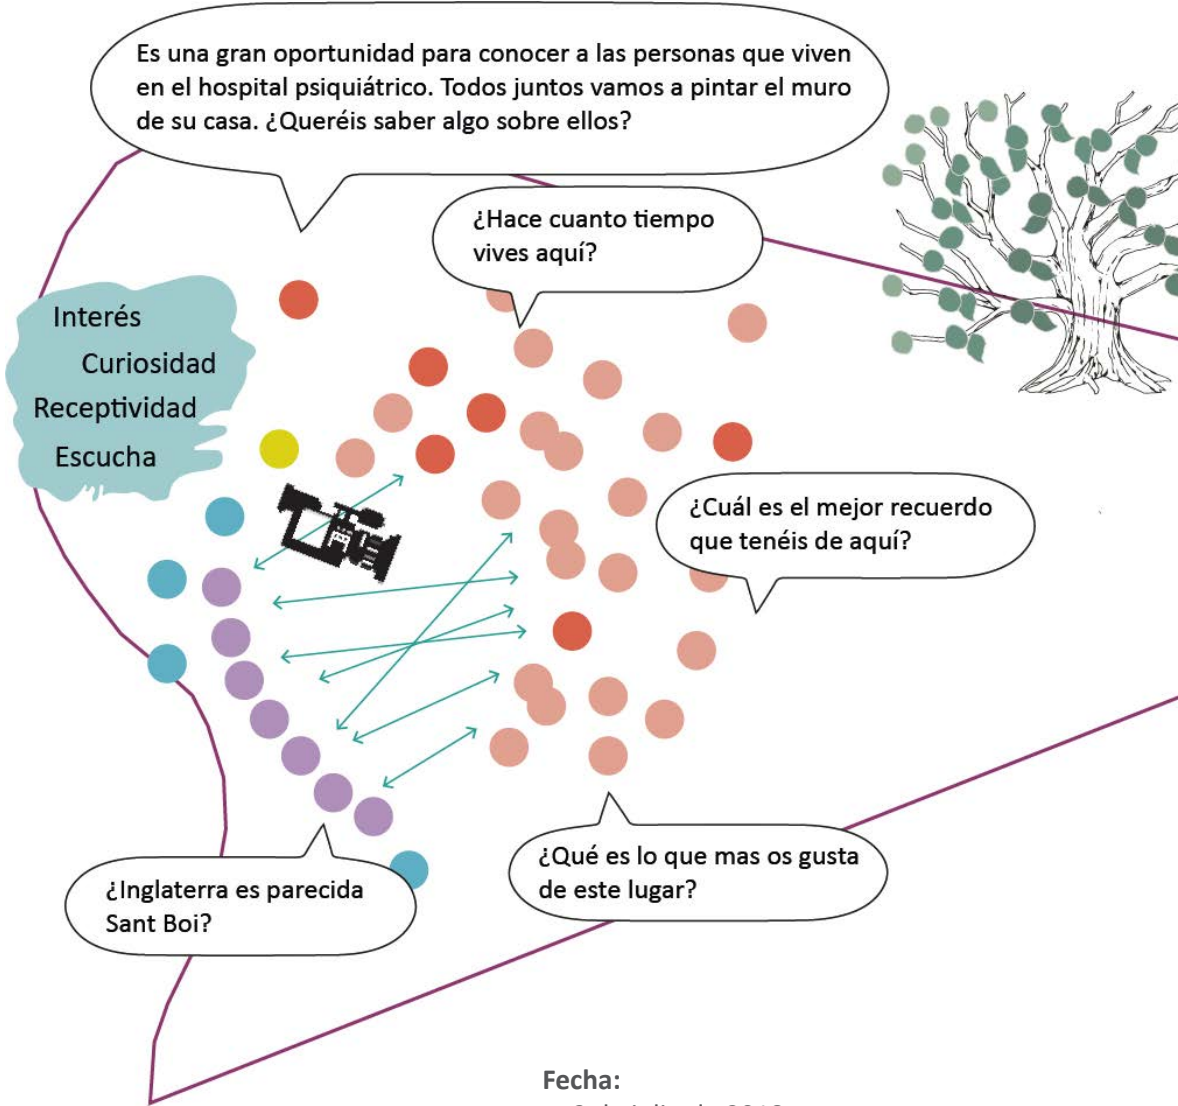 Es una gran oportunidad para conocer a las personas que viven
en el hospital psiquiátrico. Todos juntos vamos a pintar el muro
de su casa. ¿Queréis saber algo sobre ellos?
¿Hace cuanto tiempo
vives aquí?
Interés
Curiosidad
Receptividad
Escucha
¿Cuál es el mejor recuerdo
que tenéis de aquí?
¿Inglaterra es parecida
Sant Boi?
¿Qué es lo que mas os gusta
de este lugar?
Fecha: